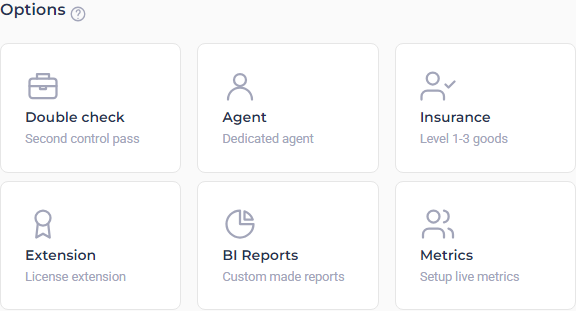 Options ?
Double check
Second control pass
Agent
Dedicated agent
Insurance
Level 1-3 goods
Extension
License extension
BI Reports
Custom made reports
Metrics
Setup live metrics